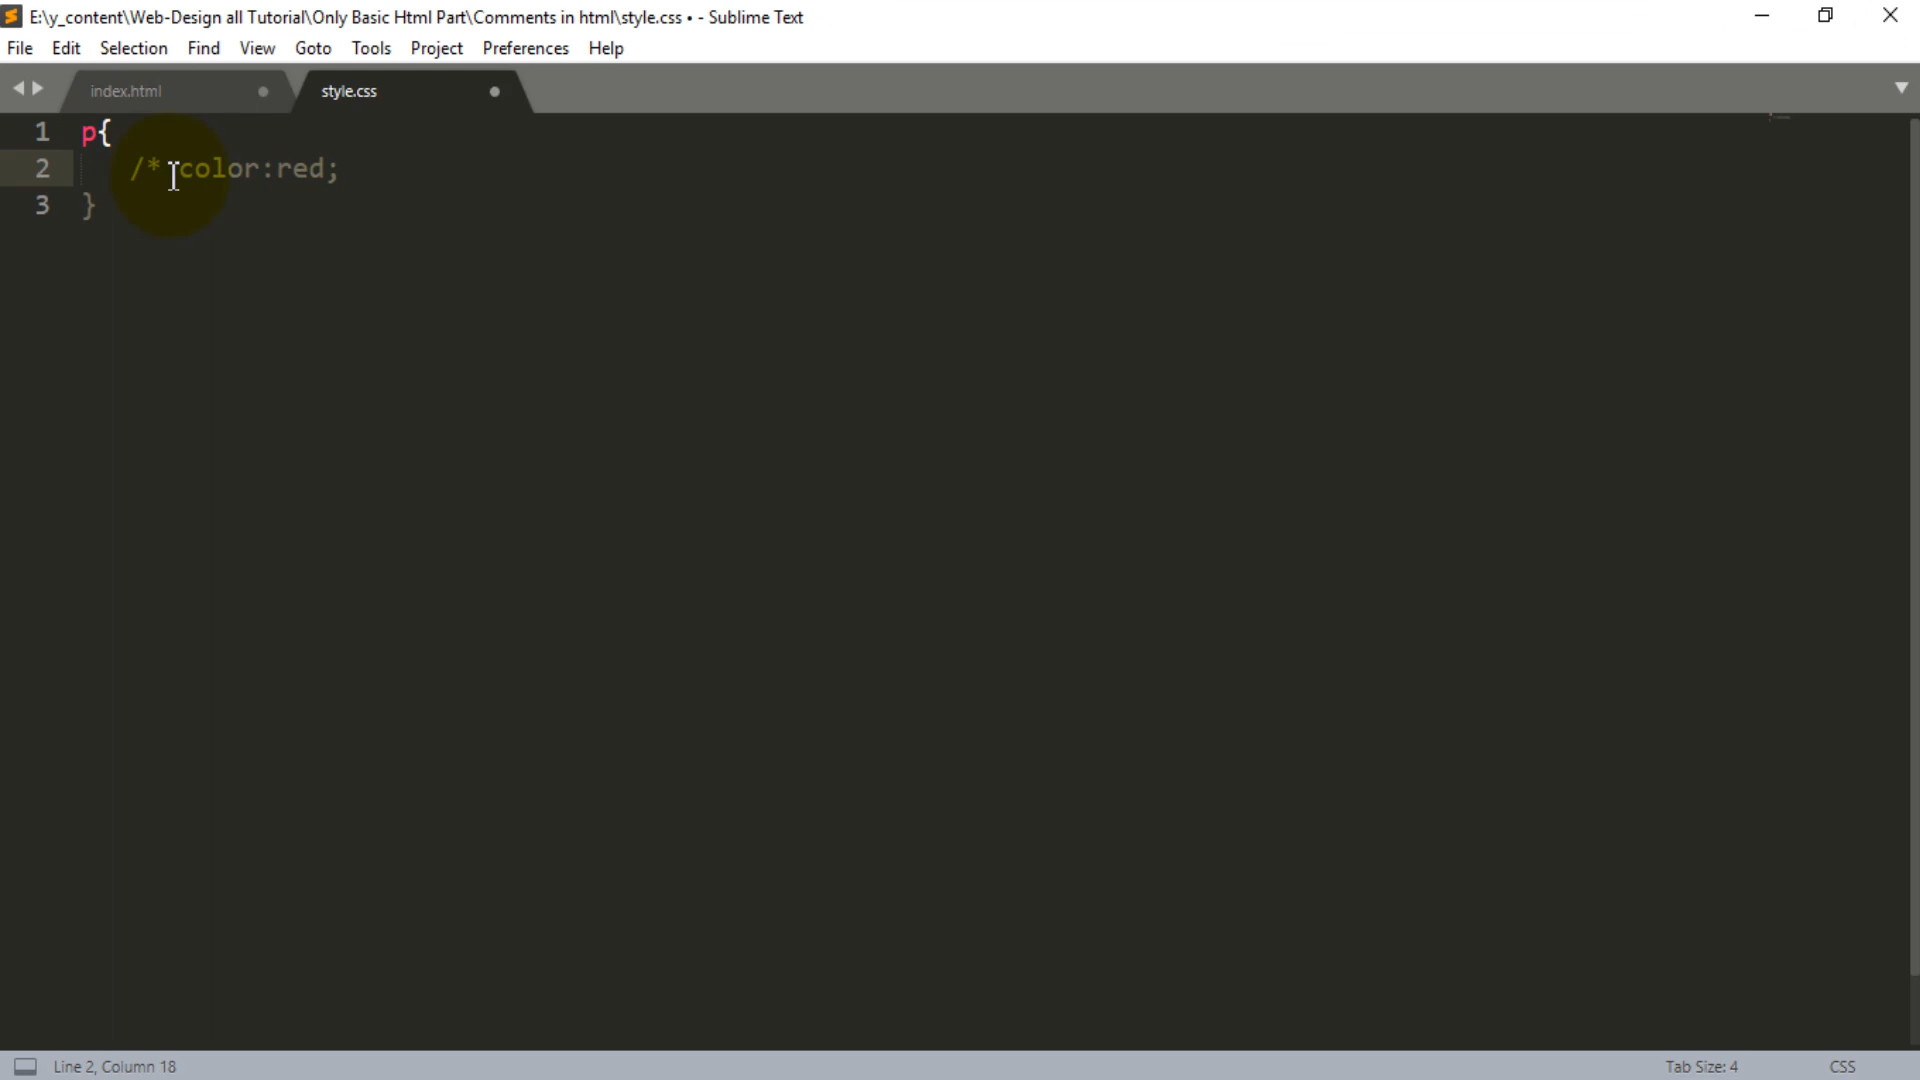 E:\y_content\Web-Design all Tutorial\Only Basic Html Part\Comments in html\style.css • - Sublime Text
File Edit Selection Find View Goto Tools Project Preferences Help
index.html style.css
1 p{
2 /* color:red;
3 }
Line 2, Column 18 Tab Size: 4 CSS